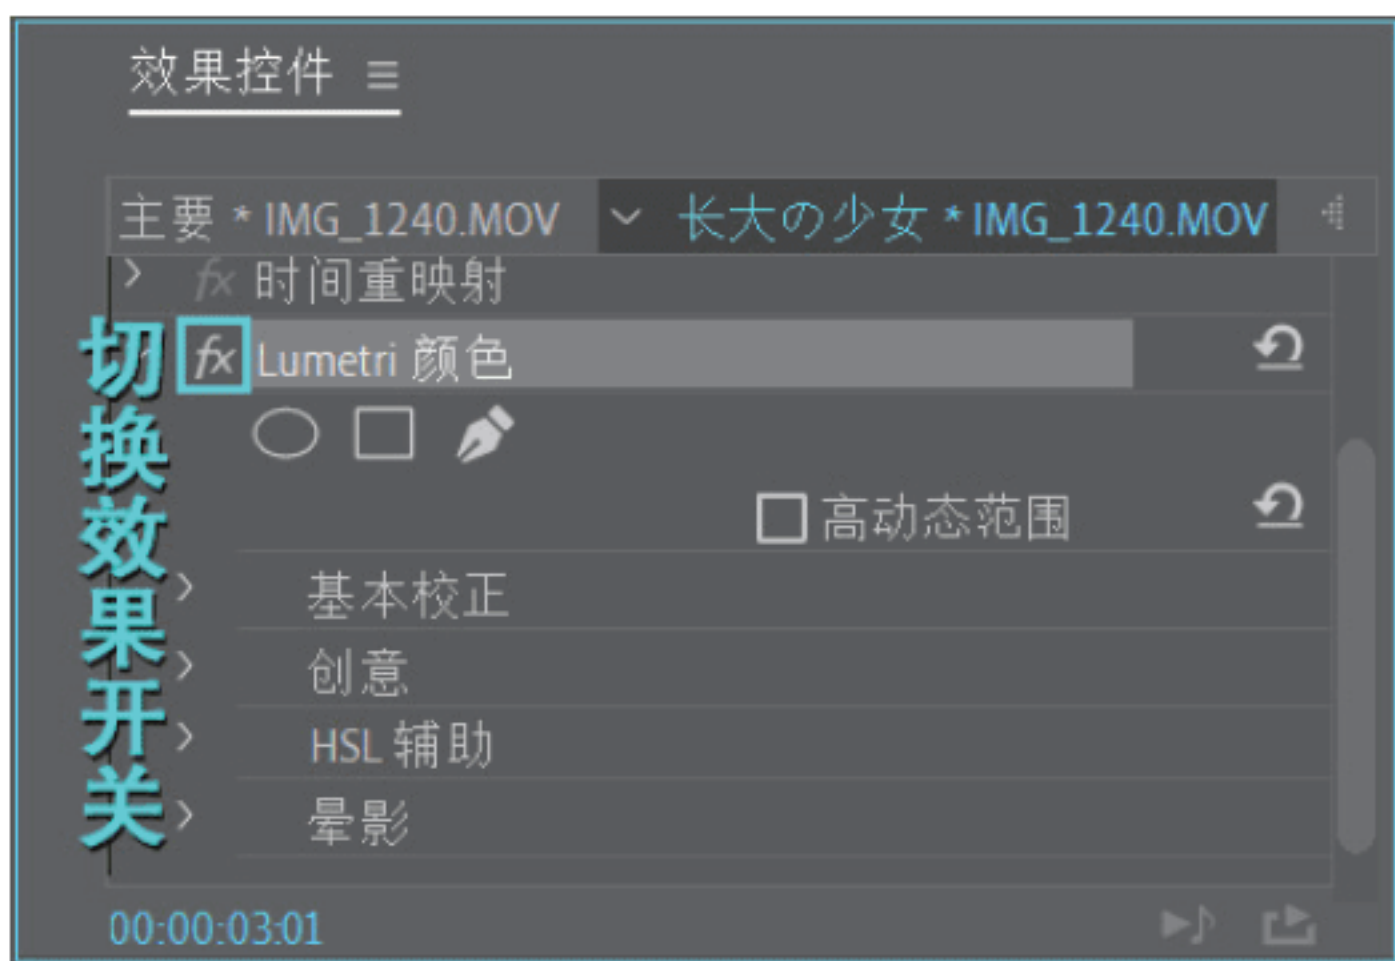 效果控件
主要 * IMG_1240.MOV 长大の少女 * IMG_1240.MOV
fx 时间重映射
fx Lumetri 颜色
高动态范围
基本校正
创意
HSL 辅助
晕影
切换效果开关
00:00:03:01